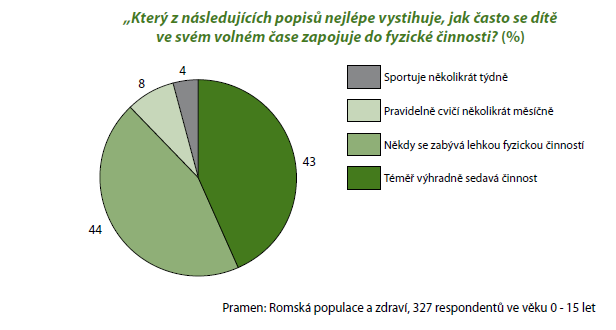 „Který z následujících popisů nejlépe vystihuje, jak často se dítě
ve svém volném čase zapojuje do fyzické činnosti? (%)
4
8
43
44
Sportuje několikrát týdně
Pravidelně cvičí několikrát měsíčně
Někdy se zabývá lehkou fyzickou činností
Téměř výhradně sedavá činnost
Pramen: Romská populace a zdraví, 327 respondentů ve věku 0 - 15 let